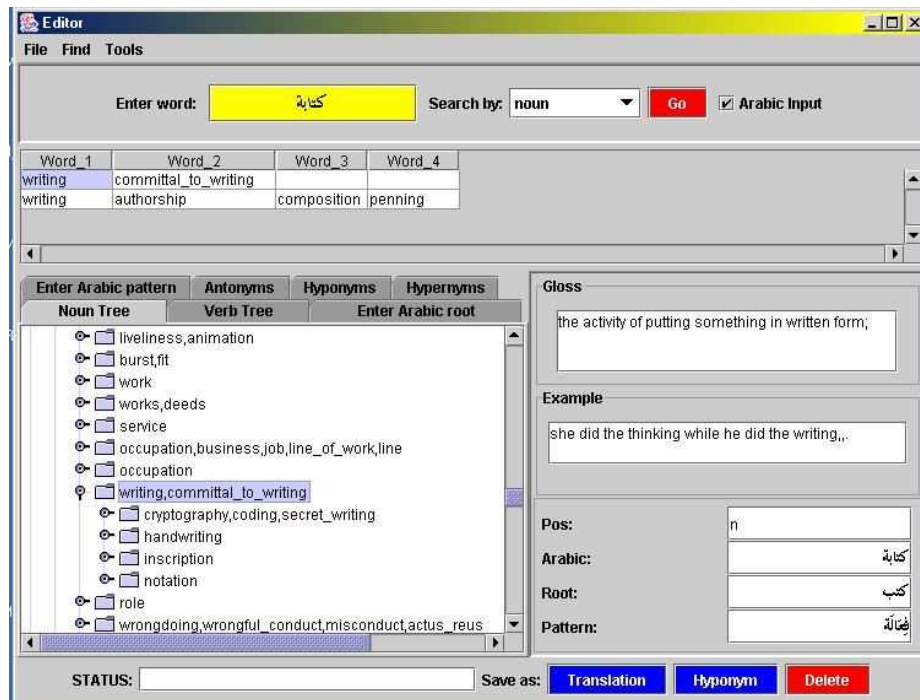 Editor
File Find Tools
Enter word: كتابة Search by: noun Go Arabic Input
Word_1 Word_2 Word_3 Word_4
writing committal_to_writing
writing authorship composition penning
Enter Arabic pattern Antonyms Hyponyms Hypernyms
Noun Tree Verb Tree Enter Arabic root
liveliness,animation
burst,fit
work
works,deeds
service
occupation,business,job,line_of_work,line
occupation
writing,committal_to_writing
cryptography,coding,secret_writing
handwriting
inscription
notation
role
wrongdoing,wrongful_conduct,misconduct,actus_reus
Gloss
the activity of putting something in written form;
Example
she did the thinking while he did the writing,,.
Pos: n
Arabic: كتابة
Root: كتب
Pattern: فِعَالَة
STATUS: Save as: Translation Hyponym Delete